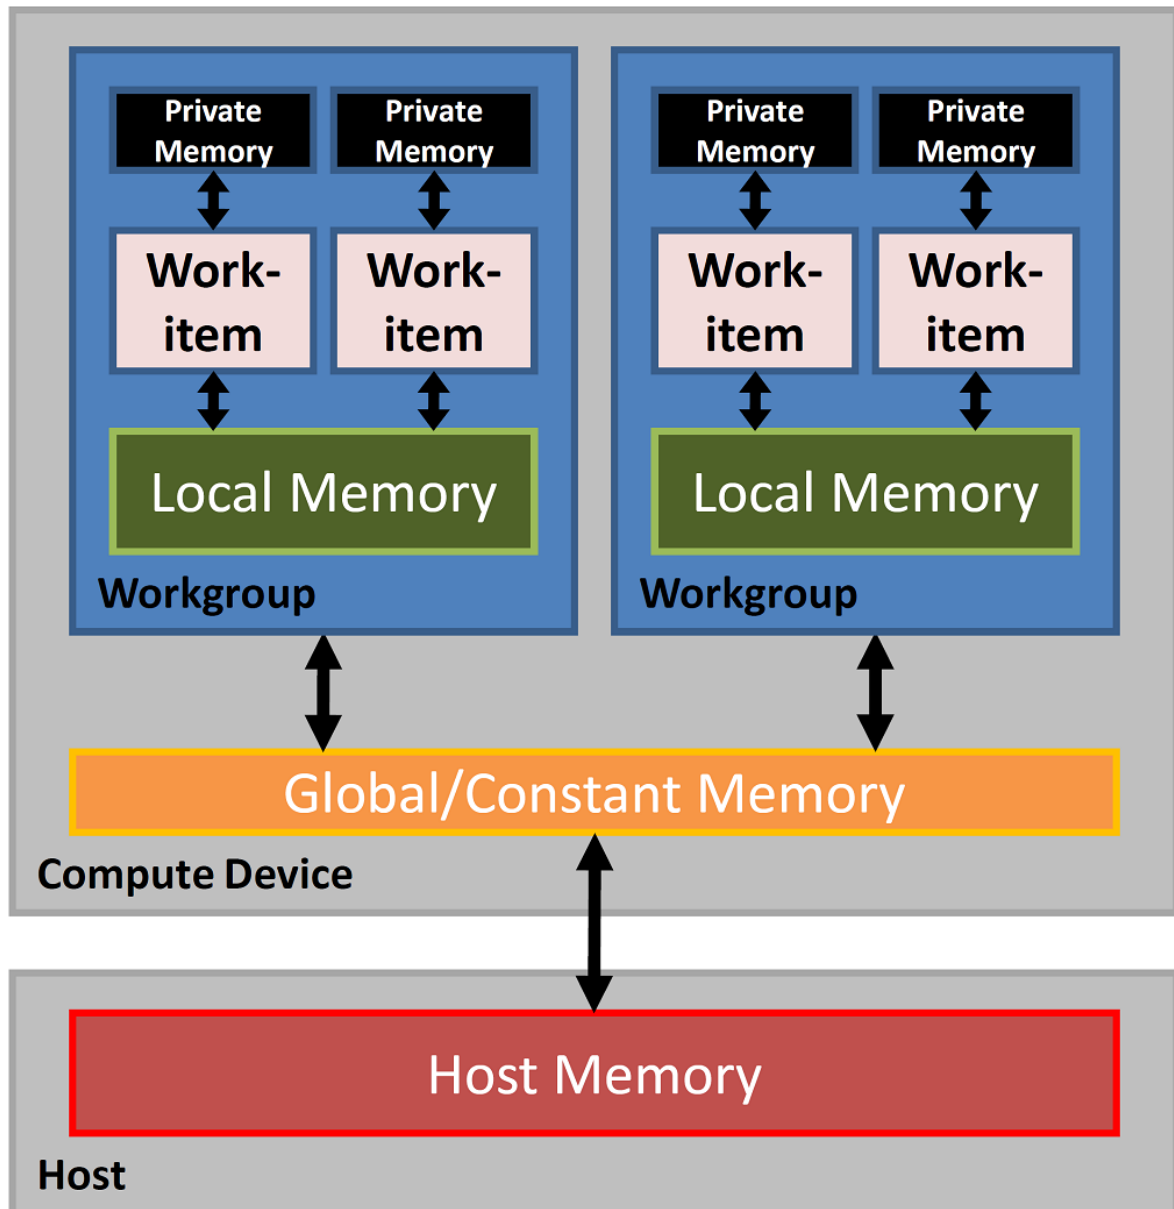 Private
Memory
Private
Memory
Private
Memory
Private
Memory
Work-
item
Work-
item
Work-
item
Work-
item
Local Memory
Local Memory
Workgroup
Workgroup
Global/Constant Memory
Compute Device
Host Memory
Host